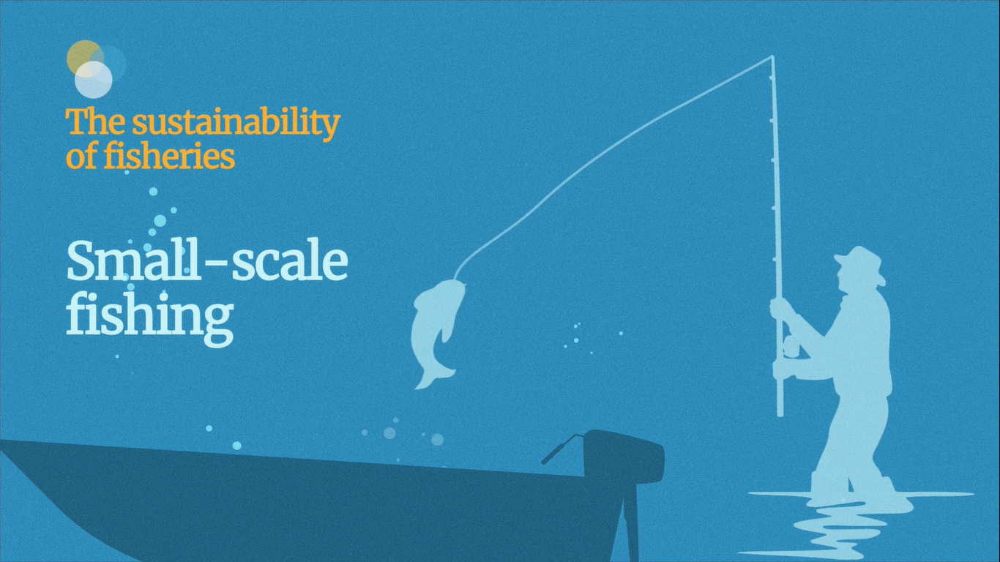 The sustainability
of fisheries
Small-scale
fishing